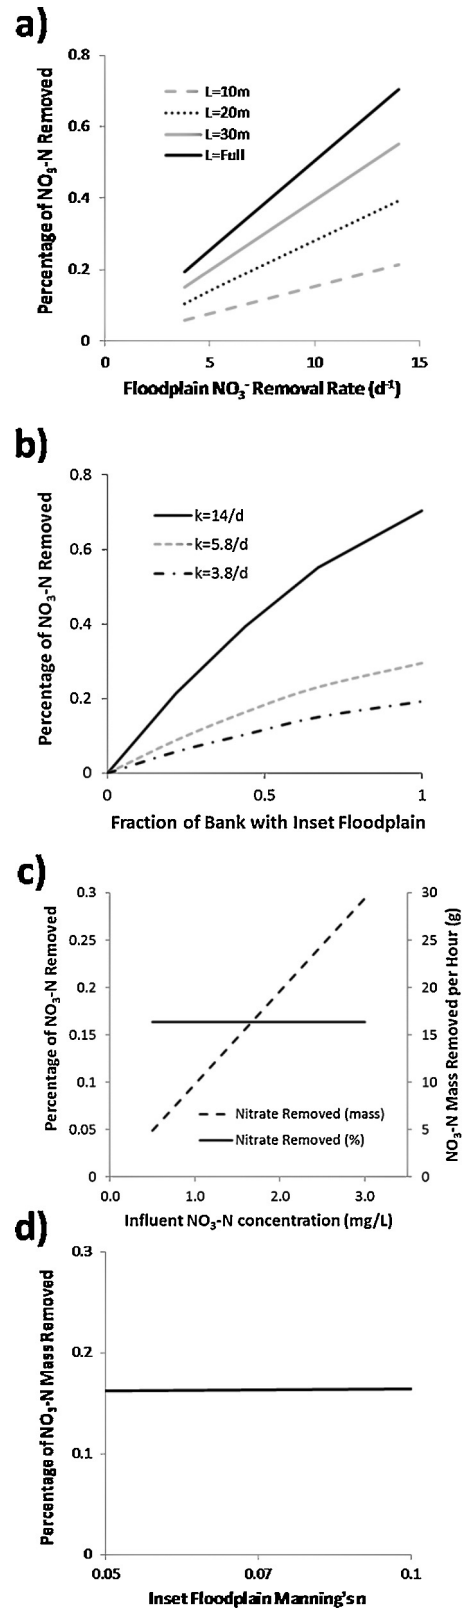 a)
0.8
0.6
0.4
0.2
0
Percentage of NO₃-N Removed
L=10m
L=20m
L=30m
L=Full
0 5 10 15
Floodplain NO₃⁻ Removal Rate (d⁻¹)
b)
0.8
0.6
0.4
0.2
0
Percentage of NO₃-N Removed
k=14/d
k=5.8/d
k=3.8/d
0 0.5 1
Fraction of Bank with Inset Floodplain
c)
0.3
0.25
0.2
0.15
0.1
0.05
0
Percentage of NO₃-N Removed
30
25
20
15
10
5
0
NO₃-N Mass Removed per Hour (g)
Nitrate Removed (mass)
Nitrate Removed (%)
0.0 1.0 2.0 3.0
Influent NO₃-N concentration (mg/L)
d)
0.3
0.2
0.1
0
Percentage of NO₃-N Mass Removed
0.05 0.07 0.1
Inset Floodplain Manning's n